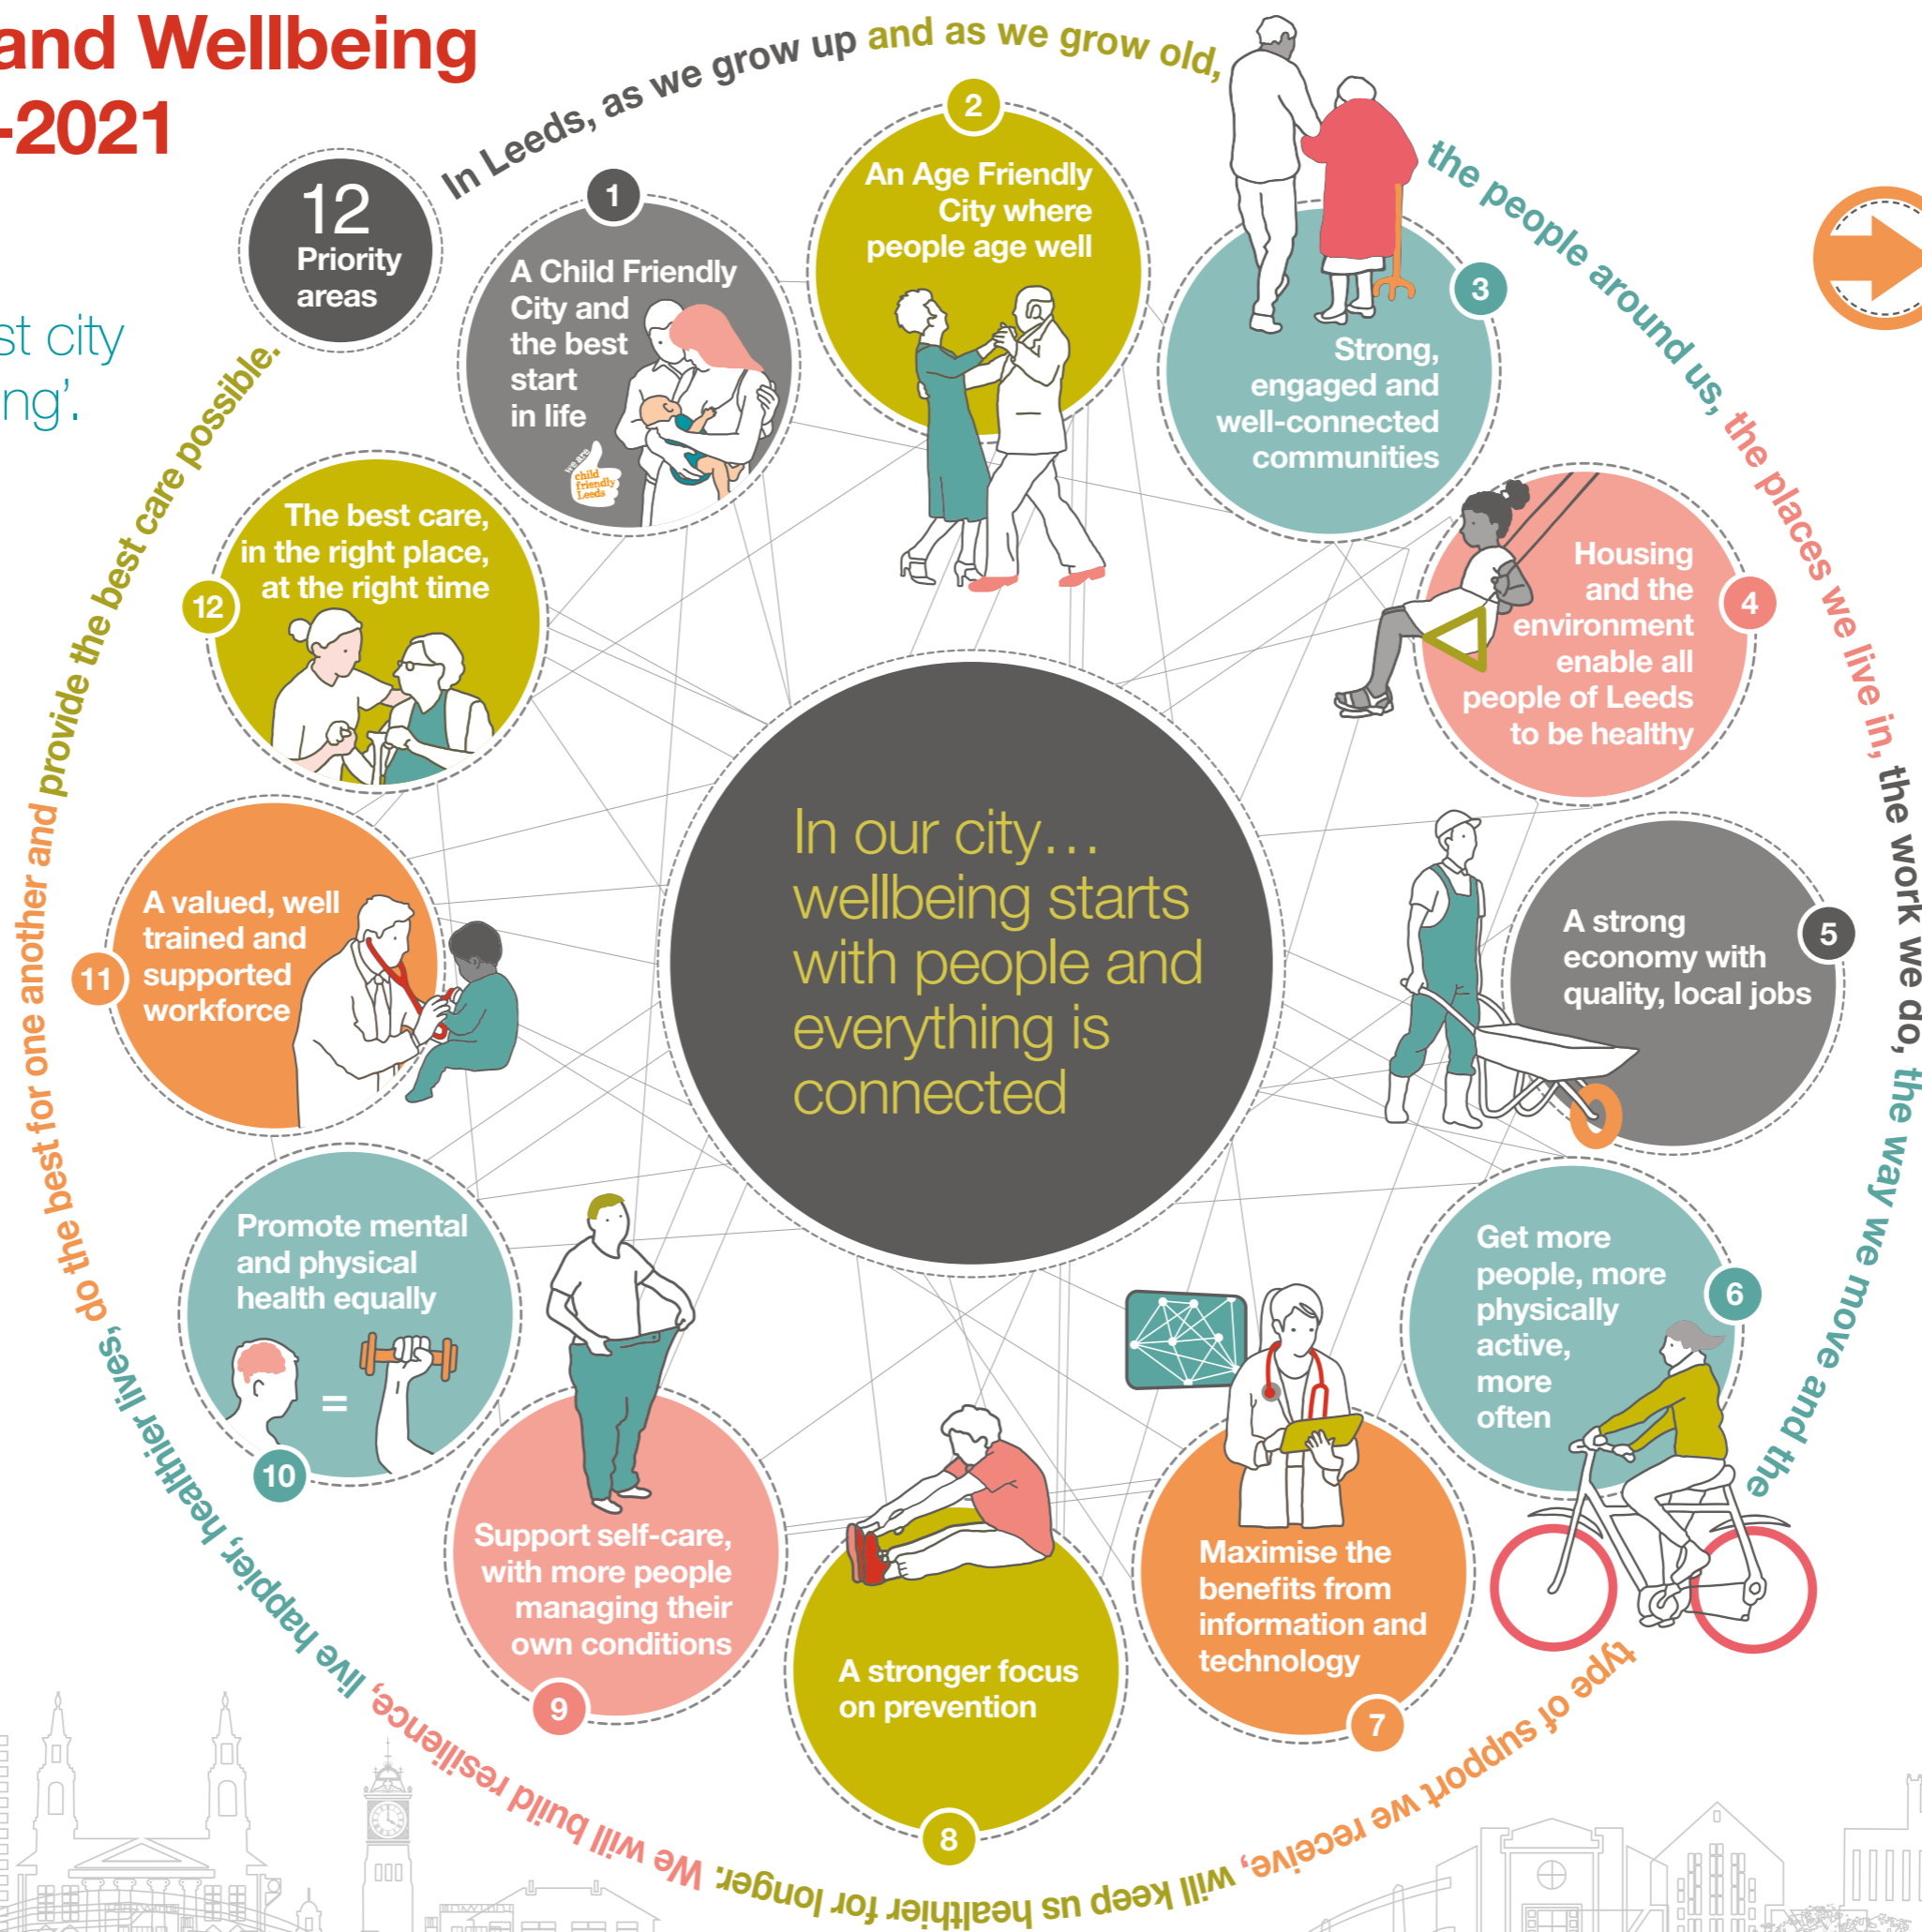 and Wellbeing
-2021
st city
ng'.
12
Priority
areas
In Leeds, as we grow up and as we grow old, the people around us, the places we live in, the work we do, the way we move and the type of support we receive, will keep us healthier for longer. We will build resilience, live happier, healthier lives, do the best for one another and provide the best care possible.
1
A Child Friendly
City and
the best
start
in life
we are
child
friendly
Leeds
2
An Age Friendly
City where
people age well
3
Strong,
engaged and
well-connected
communities
4
Housing
and the
environment
enable all
people of Leeds
to be healthy
5
A strong
economy with
quality, local jobs
6
Get more
people, more
physically
active,
more
often
7
Maximise the
benefits from
information and
technology
8
A stronger focus
on prevention
9
Support self-care,
with more people
managing their
own conditions
10
Promote mental
and physical
health equally
=
11
A valued, well
trained and
supported
workforce
12
The best care,
in the right place,
at the right time
In our city…
wellbeing starts
with people and
everything is
connected